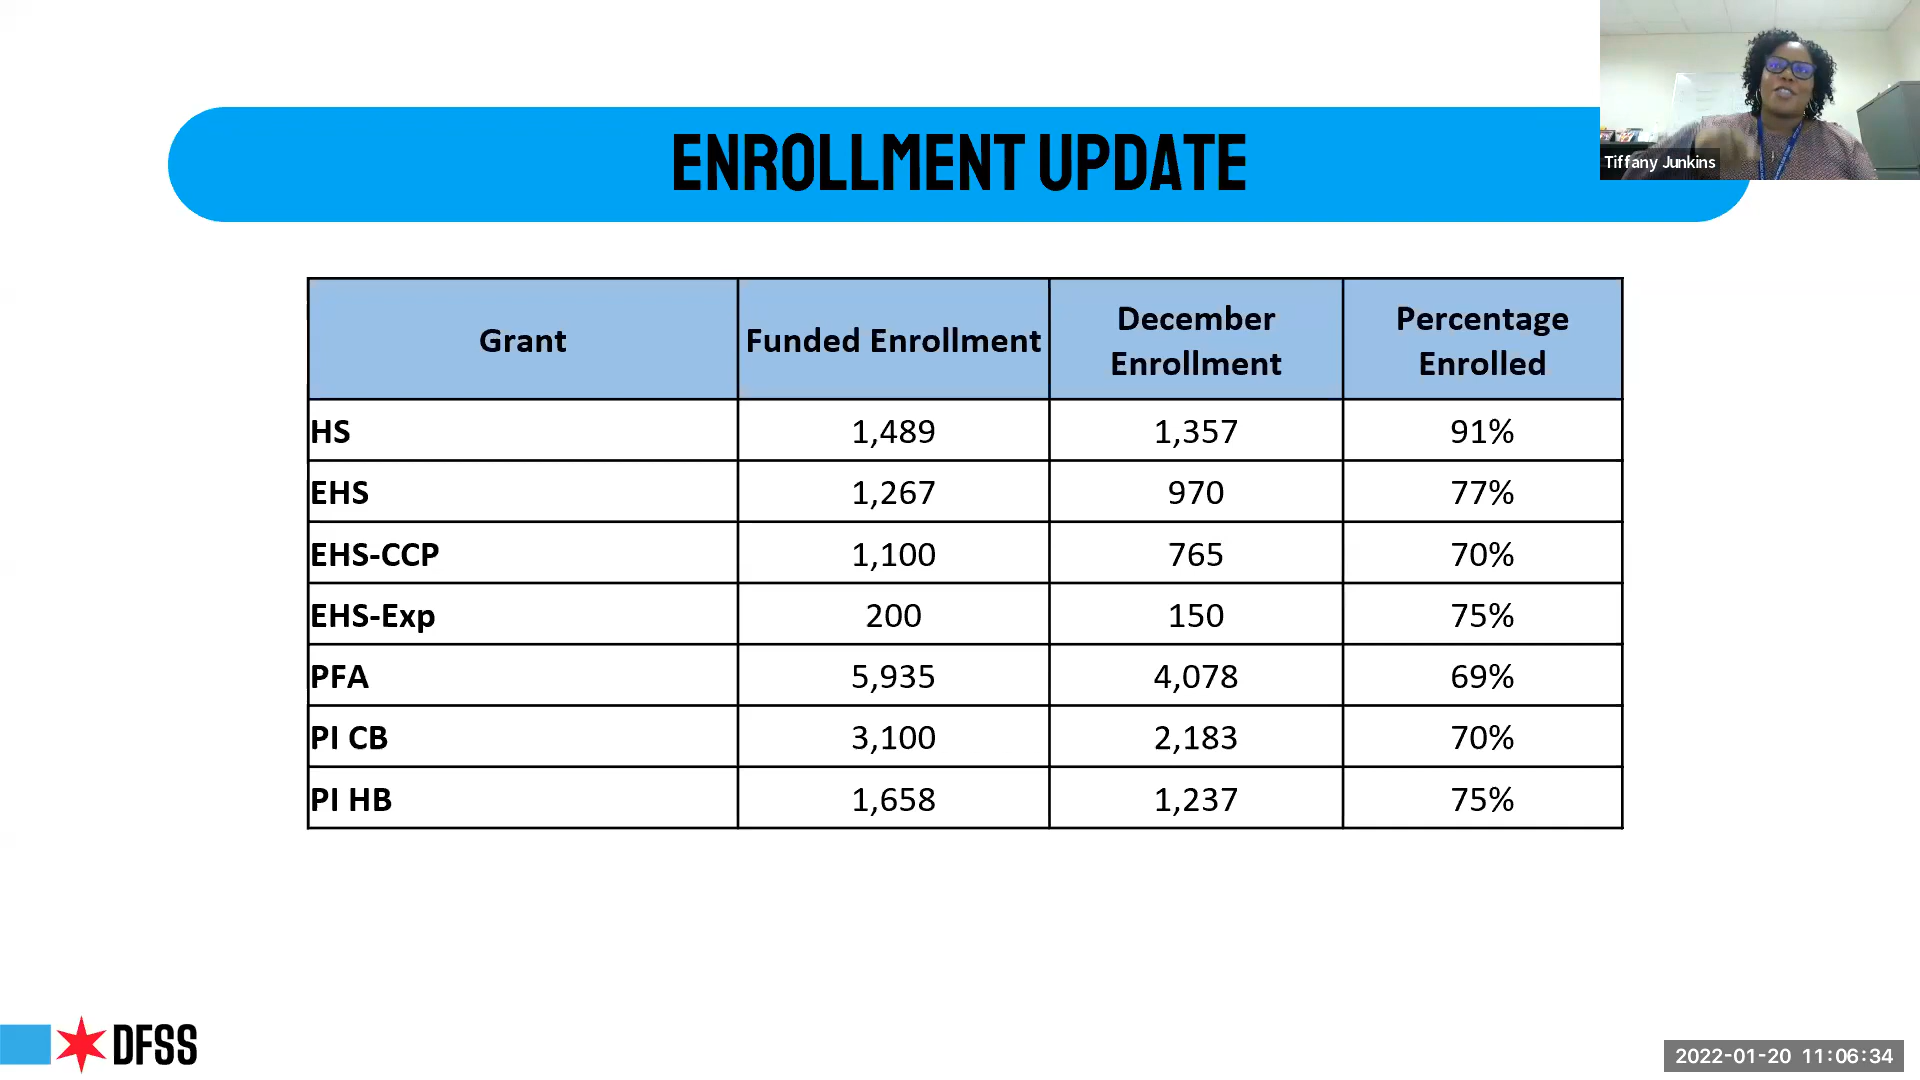 ENROLLMENT UPDATE
Tiffany Junkins
Grant Funded Enrollment December Enrollment Percentage Enrolled
HS 1,489 1,357 91%
EHS 1,267 970 77%
EHS-CCP 1,100 765 70%
EHS-Exp 200 150 75%
PFA 5,935 4,078 69%
PI CB 3,100 2,183 70%
PI HB 1,658 1,237 75%
DFSS
2022-01-20 11:06:34